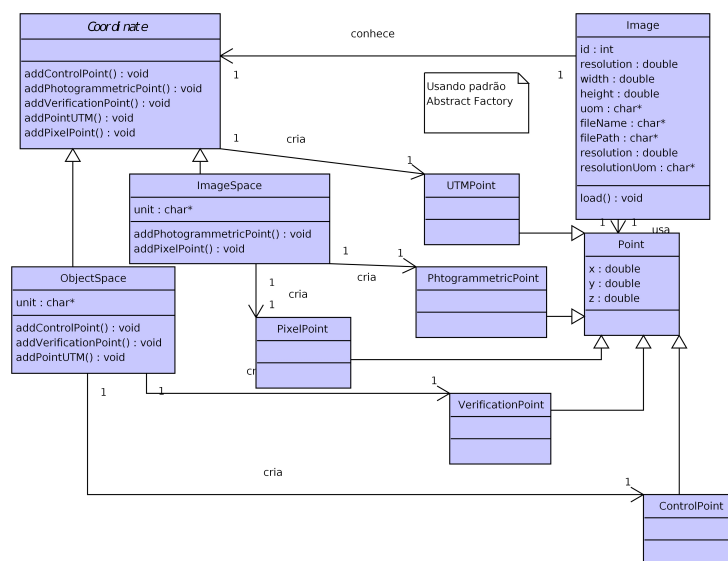 Coordinate
addControlPoint() : void
addPhotogrammetricPoint() : void
addVerificationPoint() : void
addPointUTM() : void
addPixelPoint() : void
conhece
1
1
Image
id : int
resolution : double
width : double
height : double
uom : char*
fileName : char*
filePath : char*
resolution : double
resolutionUom : char*
load() : void
Usando padrão
Abstract Factory
1
cria
1
UTMPoint
ImageSpace
unit : char*
addPhotogrammetricPoint() : void
addPixelPoint() : void
1
1
usa
Point
x : double
y : double
z : double
1
cria
1
PhtogrammetricPoint
ObjectSpace
unit : char*
addControlPoint() : void
addVerificationPoint() : void
addPointUTM() : void
1
cria
1
PixelPoint
1
cr
1
VerificationPoint
1
cria
1
ControlPoint